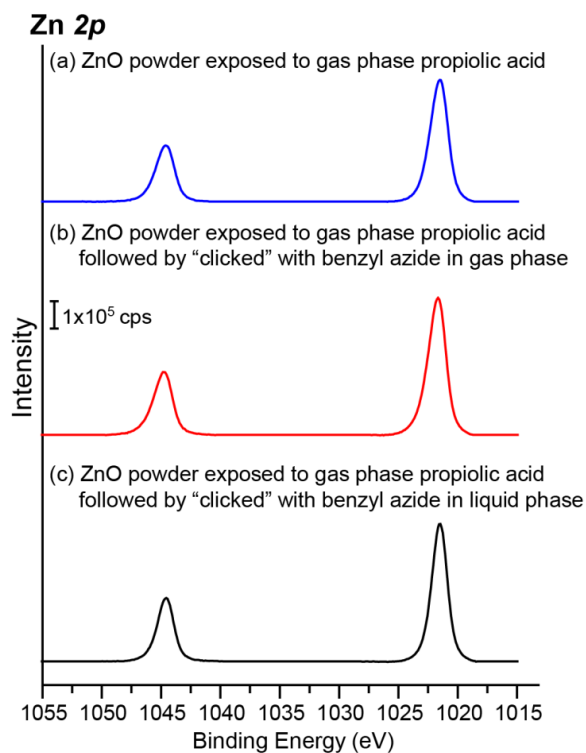 Zn 2p
(a) ZnO powder exposed to gas phase propiolic acid
(b) ZnO powder exposed to gas phase propiolic acid
followed by “clicked” with benzyl azide in gas phase
1x10⁵ cps
Intensity
(c) ZnO powder exposed to gas phase propiolic acid
followed by “clicked” with benzyl azide in liquid phase
1055 1050 1045 1040 1035 1030 1025 1020 1015
Binding Energy (eV)